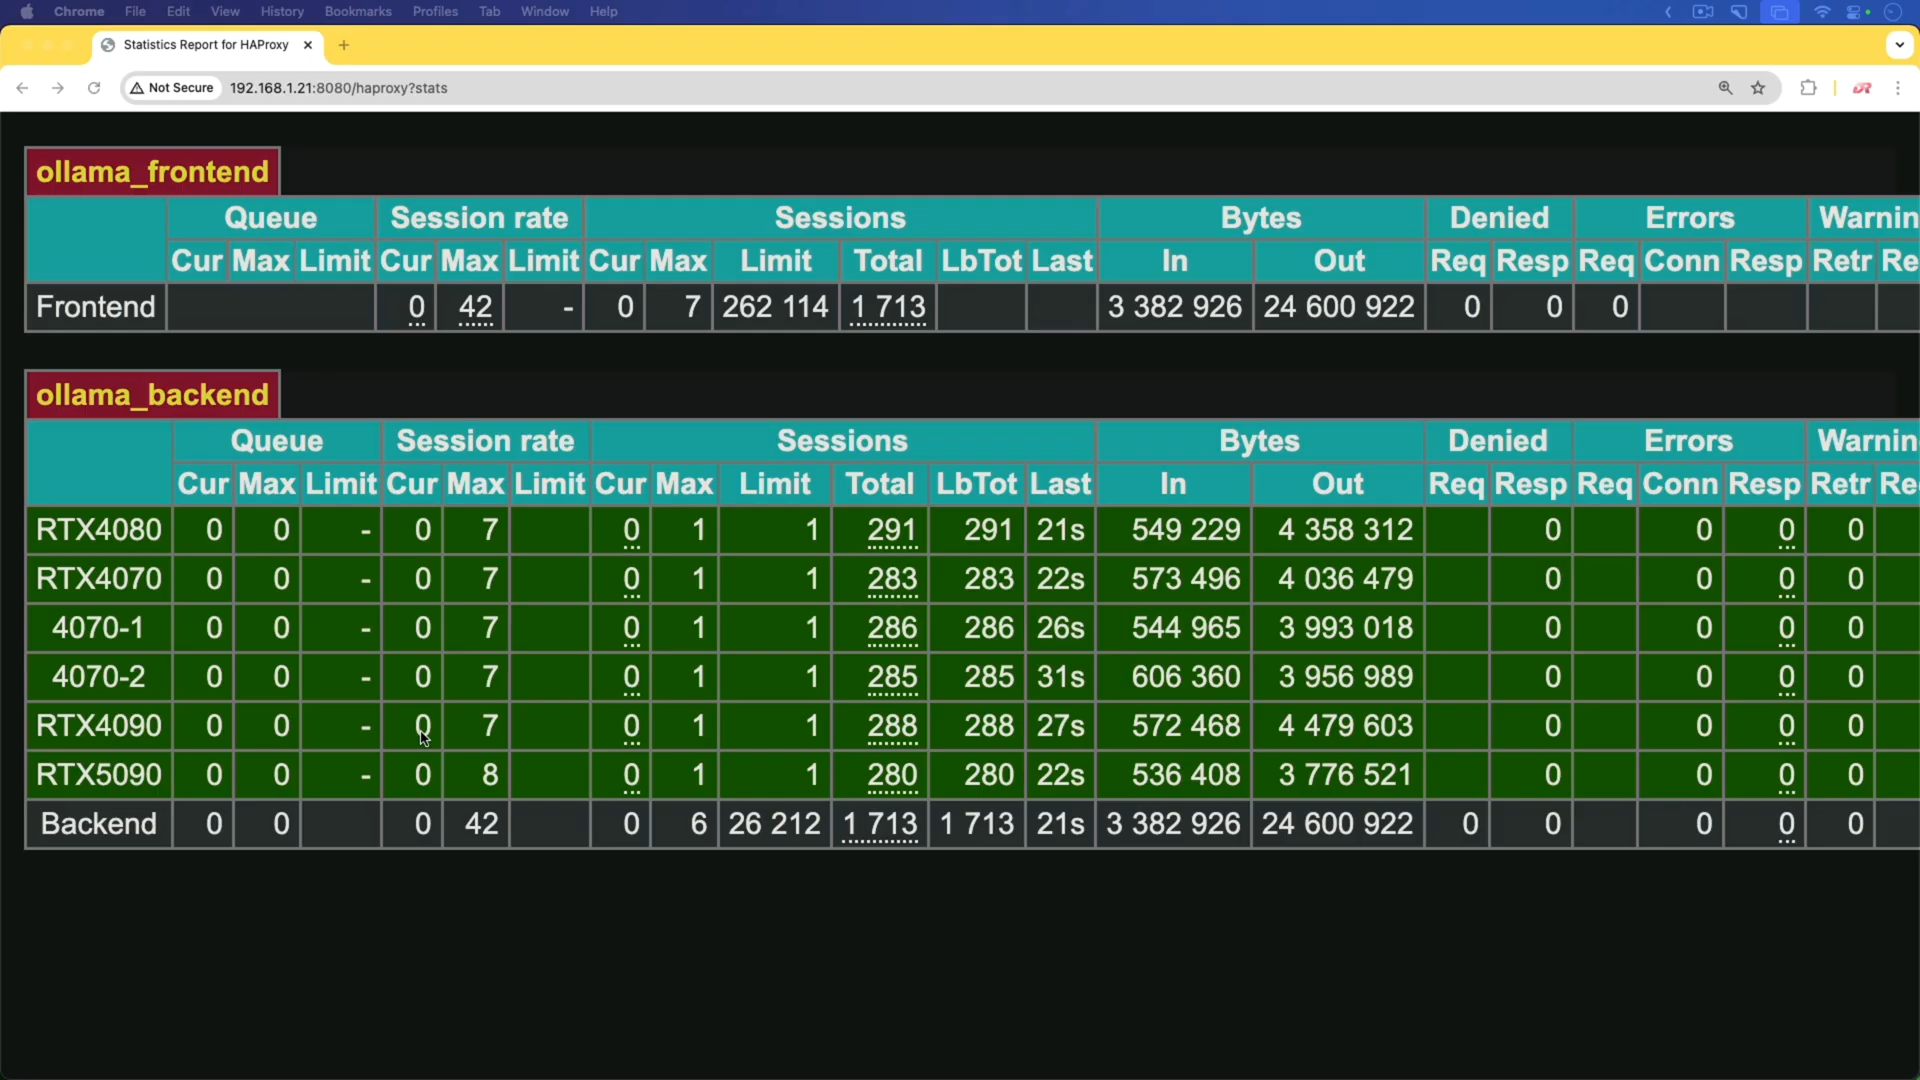 Chrome File Edit View History Bookmarks Profiles Tab Window Help
Statistics Report for HAProxy
Not Secure 192.168.1.21:8080/haproxy?stats
ollama_frontend
Queue Session rate Sessions Bytes Denied Errors Warnin
Cur Max Limit Cur Max Limit Cur Max Limit Total LbTot Last In Out Req Resp Req Conn Resp Retr Re
Frontend 0 42 - 0 7 262 114 1 713 3 382 926 24 600 922 0 0 0
ollama_backend
Queue Session rate Sessions Bytes Denied Errors Warnin
Cur Max Limit Cur Max Limit Cur Max Limit Total LbTot Last In Out Req Resp Req Conn Resp Retr Re
RTX4080 0 0 - 0 7 0 1 1 291 291 21s 549 229 4 358 312 0 0 0 0
RTX4070 0 0 - 0 7 0 1 1 283 283 22s 573 496 4 036 479 0 0 0 0
4070-1 0 0 - 0 7 0 1 1 286 286 26s 544 965 3 993 018 0 0 0 0
4070-2 0 0 - 0 7 0 1 1 285 285 31s 606 360 3 956 989 0 0 0 0
RTX4090 0 0 - 0 7 0 1 1 288 288 27s 572 468 4 479 603 0 0 0 0
RTX5090 0 0 - 0 8 0 1 1 280 280 22s 536 408 3 776 521 0 0 0 0
Backend 0 0 0 42 0 6 26 212 1 713 1 713 21s 3 382 926 24 600 922 0 0 0 0 0